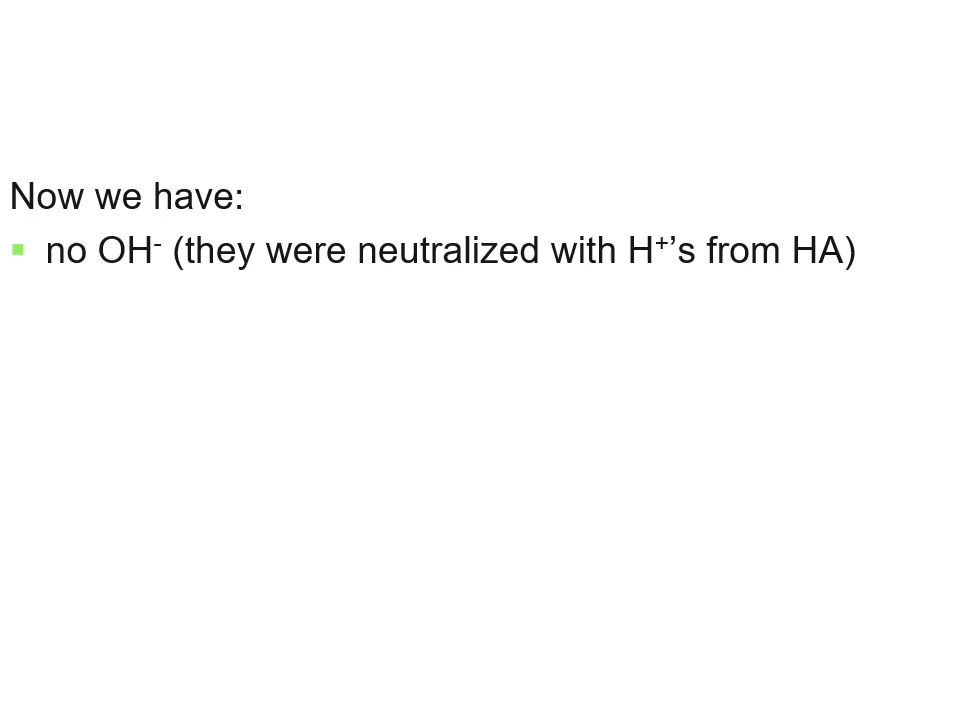 Now we have:
▪ no OH⁻ (they were neutralized with H⁺’s from HA)